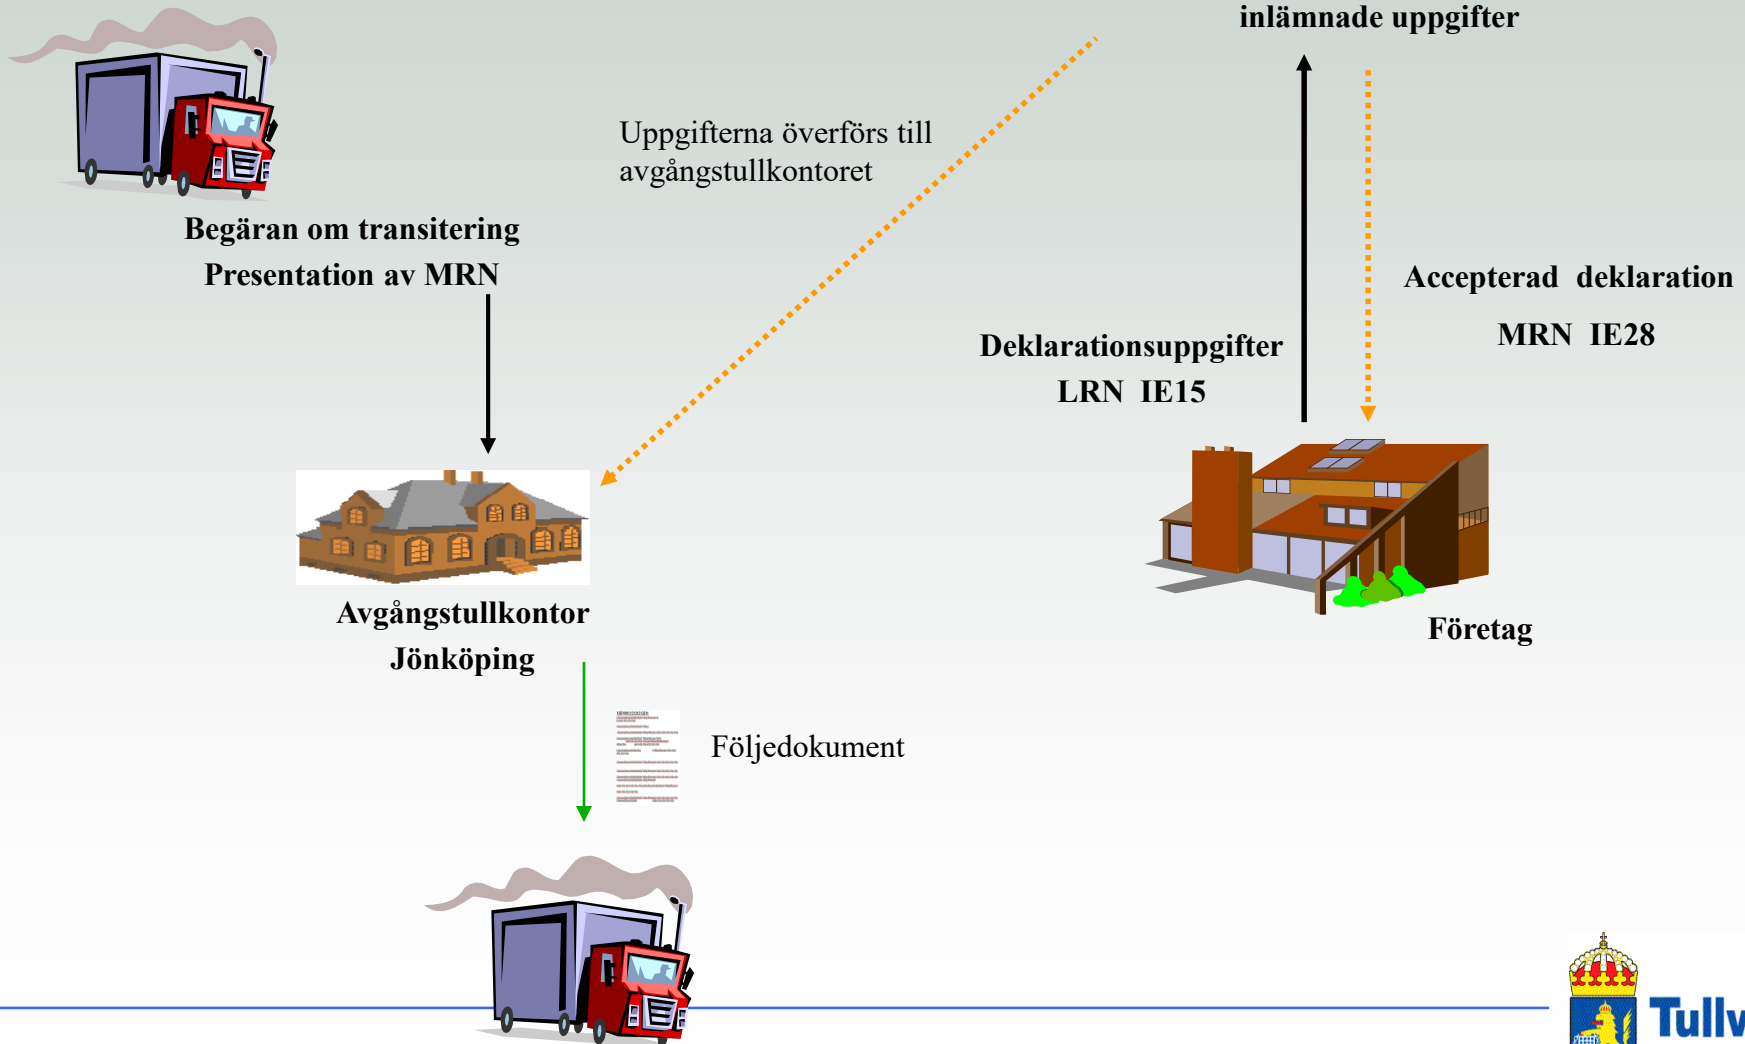 inlämnade uppgifter
Uppgifterna överförs till
avgångstullkontoret
Begäran om transitering
Presentation av MRN
Accepterad deklaration
MRN IE28
Deklarationsuppgifter
LRN IE15
Avgångstullkontor
Jönköping
Företag
Följedokument
Tullv